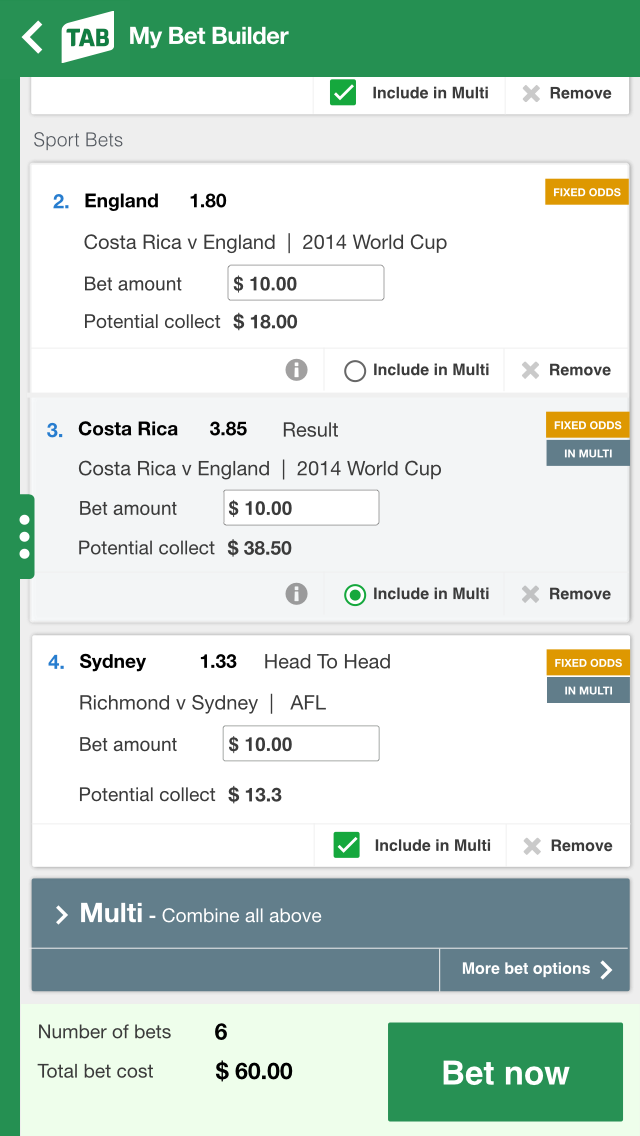 TAB My Bet Builder
Include in Multi Remove
Sport Bets
2. England 1.80 FIXED ODDS
Costa Rica v England | 2014 World Cup
Bet amount $ 10.00
Potential collect $ 18.00
i Include in Multi Remove
3. Costa Rica 3.85 Result FIXED ODDS
IN MULTI
Costa Rica v England | 2014 World Cup
Bet amount $ 10.00
Potential collect $ 38.50
i Include in Multi Remove
4. Sydney 1.33 Head To Head FIXED ODDS
IN MULTI
Richmond v Sydney | AFL
Bet amount $ 10.00
Potential collect $ 13.3
Include in Multi Remove
Multi - Combine all above
More bet options
Number of bets 6
Total bet cost $ 60.00
Bet now